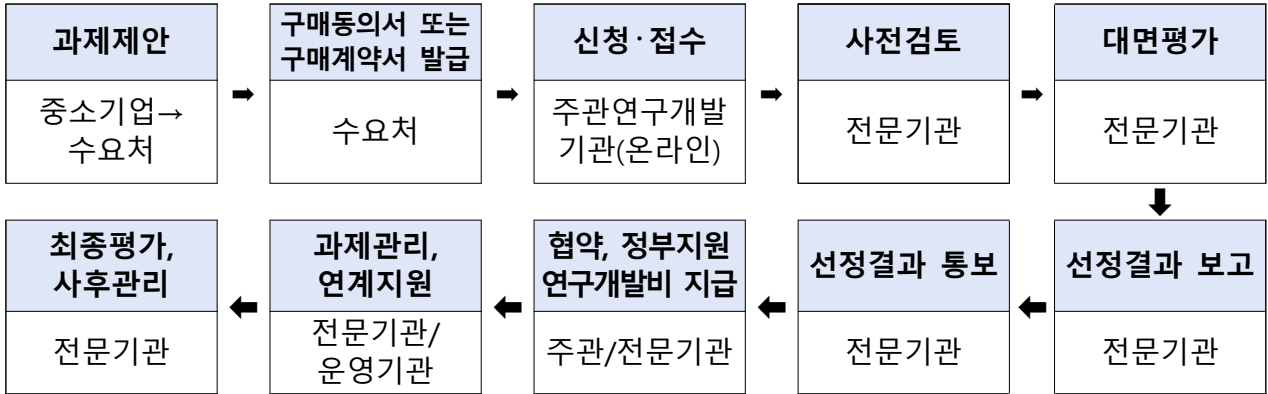 과제제안
중소기업→
수요처
구매동의서 또는
구매계약서 발급
수요처
신청·접수
주관연구개발
기관(온라인)
사전검토
전문기관
대면평가
전문기관
선정결과 보고
전문기관
선정결과 통보
전문기관
협약, 정부지원
연구개발비 지급
주관/전문기관
과제관리,
연계지원
전문기관/
운영기관
최종평가,
사후관리
전문기관